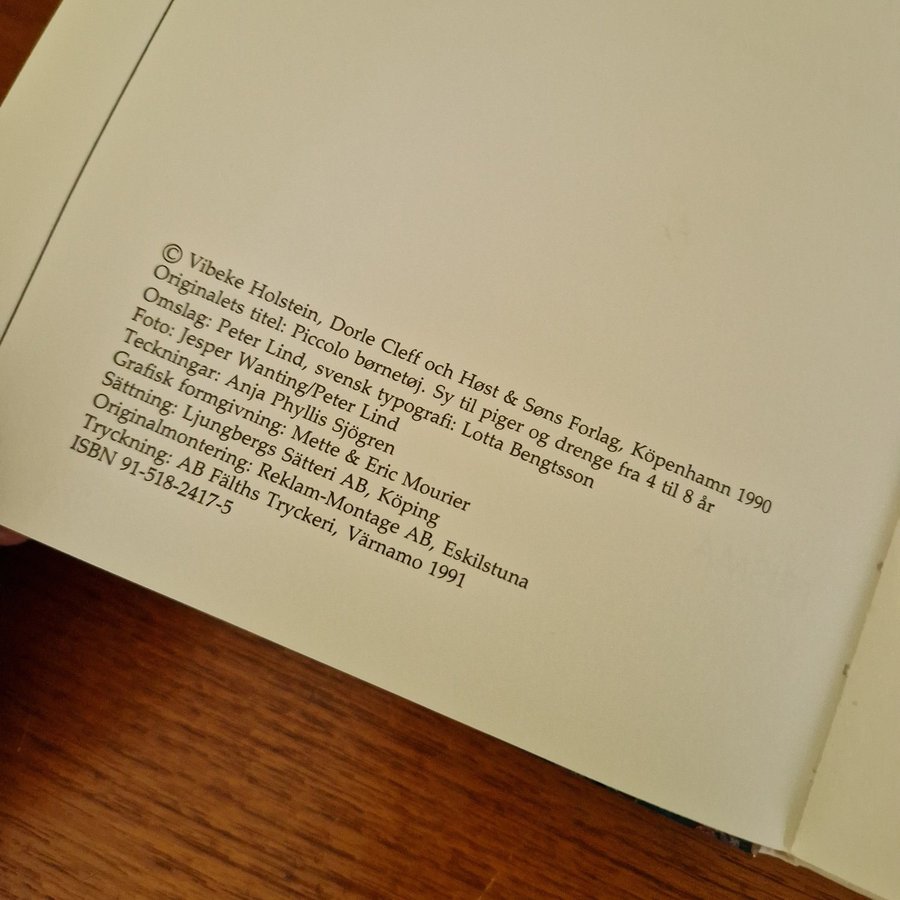 © Vibeke Holstein, Dorle Cleff och Høst & Søns Forlag, Köpenhamn 1990
Originalets titel: Piccolo børnetøj. Sy til piger og drenge fra 4 til 8 år
Omslag: Peter Lind, svensk typografi: Lotta Bengtsson
Foto: Jesper Wanting/Peter Lind
Teckningar: Anja Phyllis Sjögren
Grafisk formgivning: Mette & Eric Mourier
Sättning: Ljungbergs Sätteri AB, Köping
Originalmontering: Reklam-Montage AB, Eskilstuna
Tryckning: AB Fälths Tryckeri, Värnamo 1991
ISBN 91-518-2417-5